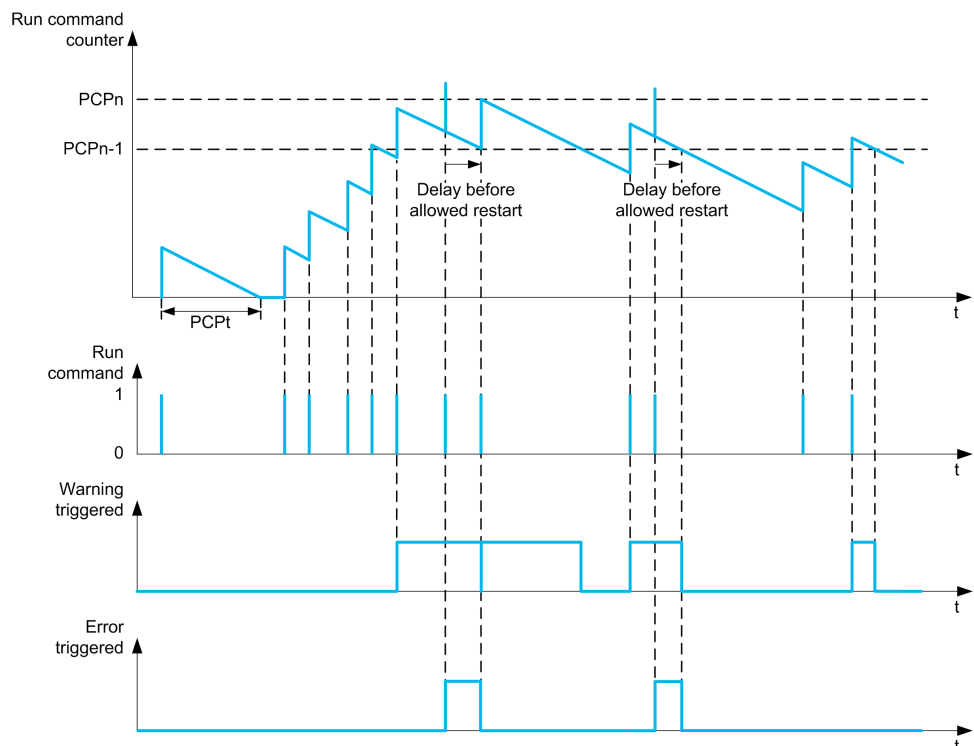 Run command
counter
PCPn
PCPn-1
Delay before
allowed restart
Delay before
allowed restart
PCPt
t
Run
command
1
0
t
Warning
triggered
t
Error
triggered
t